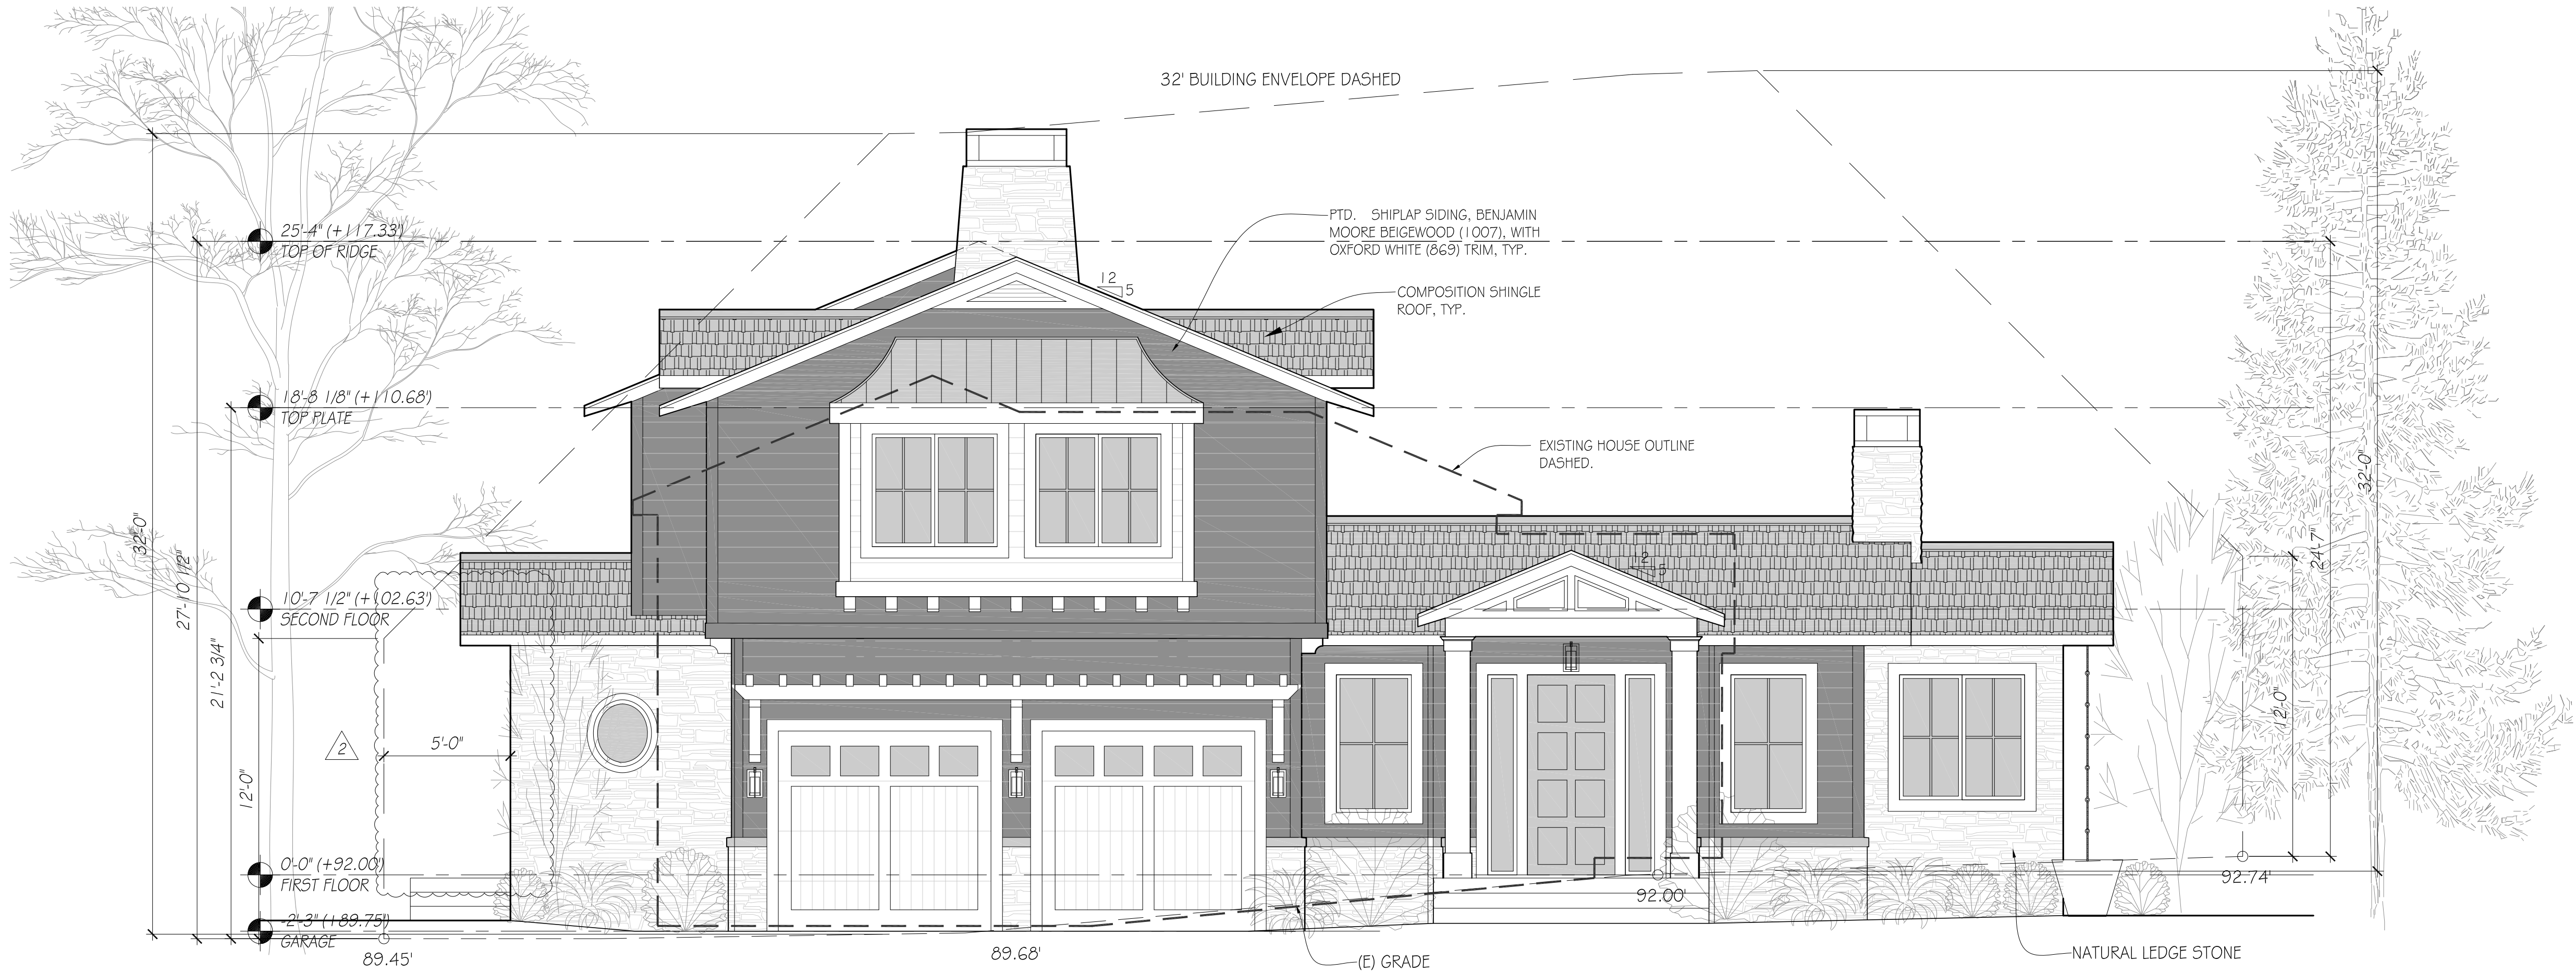 32' BUILDING ENVELOPE DASHED
PTD. SHIPLAP SIDING, BENJAMIN
MOORE BEIGEWOOD (1007), WITH
OXFORD WHITE (869) TRIM, TYP.
25'-4" (+117.33')
TOP OF RIDGE
12
5
COMPOSITION SHINGLE
ROOF, TYP.
18'-8 1/8" (+110.68')
TOP PLATE
EXISTING HOUSE OUTLINE
DASHED.
32'-0"
32'-0"
27'-10 1/2"
24'-7"
12
5
10'-7 1/2" (+102.63')
SECOND FLOOR
21'-2 3/4"
12'-0"
2
5'-0"
12'-0"
0'-0" (+92.00')
FIRST FLOOR
92.00'
92.74'
-2'-3" (+89.75')
GARAGE
89.45'
89.68'
(E) GRADE
NATURAL LEDGE STONE